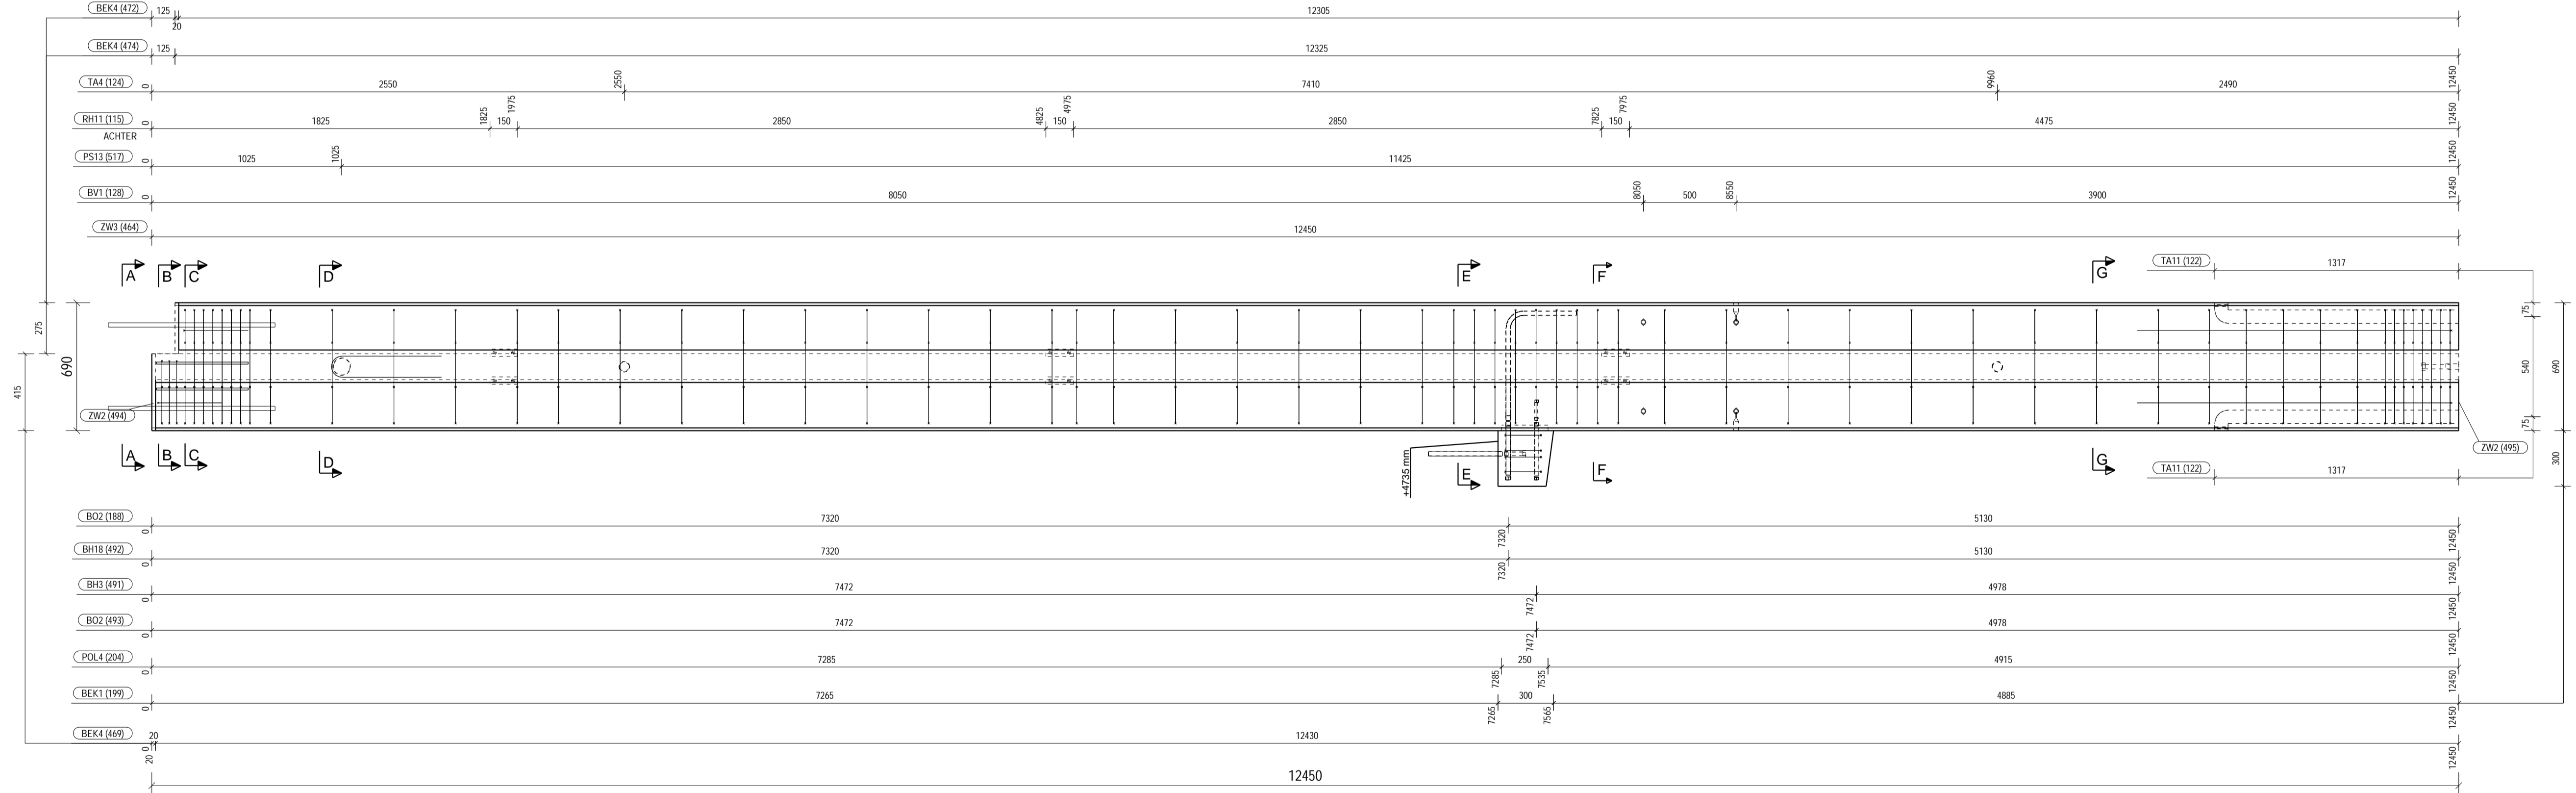 BEK4 (472) 125 20 12305
BEK4 (474) 125 12325
TA4 (124) 0 2550 2550 7410 9960 2490 12450
RH11 (115) 0 1825 1825 150 1975 2850 4825 150 4975 2850 7825 150 7975 4475 12450
ACHTER
PS13 (517) 0 1025 1025 11425 12450
BV1 (128) 0 8050 8050 500 8550 3900 12450
ZW3 (464) 12450
A B C D E F G
TA11 (122) 1317
275 690 415
75 540 75 690 300
ZW2 (494)
ZW2 (495)
A B C D E F G
+4735 mm
TA11 (122) 1317
BO2 (188) 0 7320 7320 5130 12450
BH18 (492) 0 7320 7320 5130 12450
BH3 (491) 0 7472 7472 4978 12450
BO2 (493) 0 7472 7472 4978 12450
POL4 (204) 0 7285 7285 250 7535 4915 12450
BEK1 (199) 0 7265 7265 300 7565 4885 12450
BEK4 (469) 0 20 20 12430 12450
12450